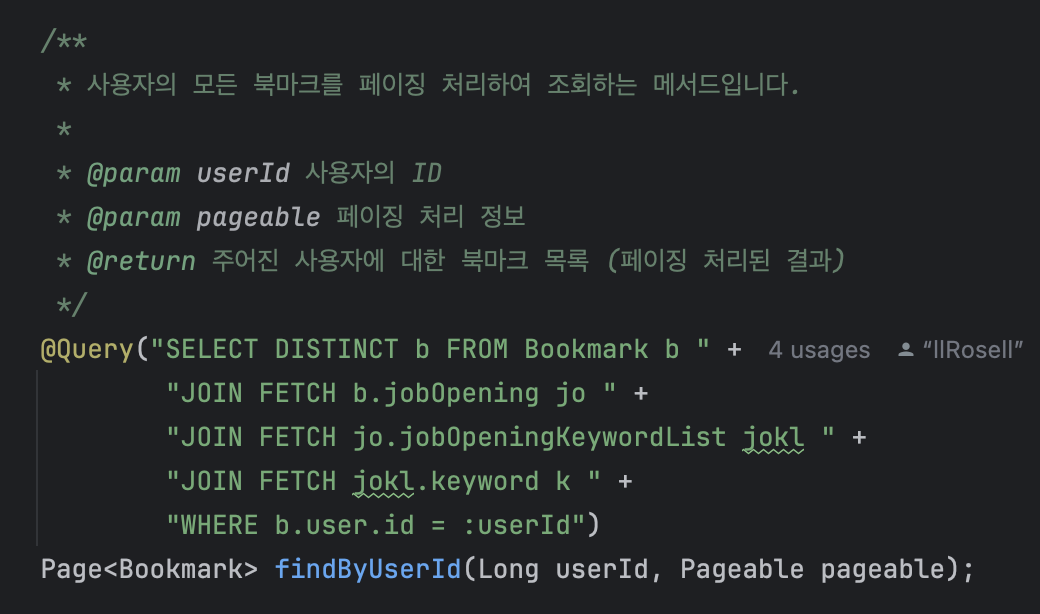 /**
 * 사용자의 모든 북마크를 페이징 처리하여 조회하는 메서드입니다.
 *
 * @param userId 사용자의 ID
 * @param pageable 페이징 처리 정보
 * @return 주어진 사용자에 대한 북마크 목록 (페이징 처리된 결과)
 */
@Query("SELECT DISTINCT b FROM Bookmark b " + 4 usages “llRosell”
        "JOIN FETCH b.jobOpening jo " +
        "JOIN FETCH jo.jobOpeningKeywordList jokl " +
        "JOIN FETCH jokl.keyword k " +
        "WHERE b.user.id = :userId")
Page<Bookmark> findByUserId(Long userId, Pageable pageable);